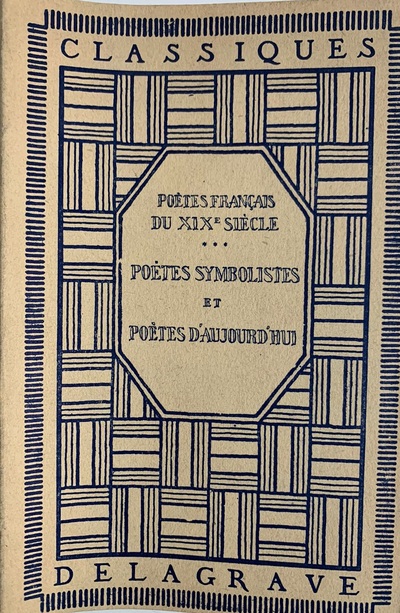 CLASSIQUES
POÈTES FRANÇAIS
DU XIXE SIÈCLE
***
POÈTES SYMBOLISTES
ET
POÈTES D'AUJOURD'HUI
DELAGRAVE